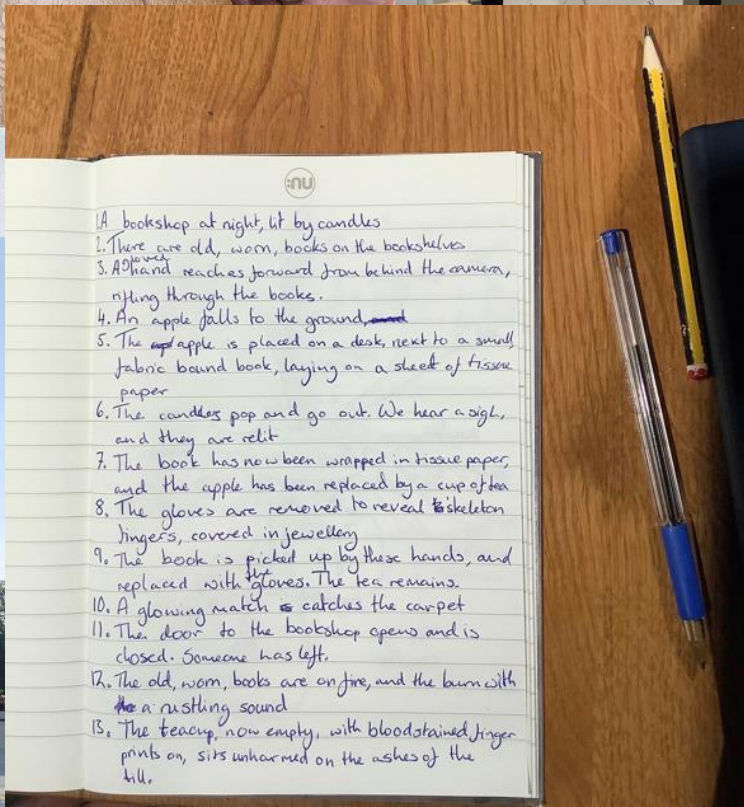 :nu
1. A bookshop at night, lit by candles
2. There are old, worn, books on the bookshelves
3. A gloved hand reaches forward from behind the camera,
rifling through the books.
4. An apple falls to the ground,
5. The apple is placed on a desk, next to a small,
fabric bound book, laying on a sheet of tissue
paper
6. The candles pop and go out. We hear a sigh,
and they are relit
7. The book has now been wrapped in tissue paper,
and the apple has been replaced by a cup of tea
8. The gloves are removed to reveal skeleton
fingers, covered in jewellery
9. The book is picked up by these hands, and
replaced with the gloves. The tea remains.
10. A glowing match catches the carpet
11. The door to the bookshop opens and is
closed. Someone has left.
12. The old, worn, books are on fire, and the burn with
a rustling sound
13. The teacup, now empty, with bloodstained finger
prints on, sits unharmed on the ashes of the
till.